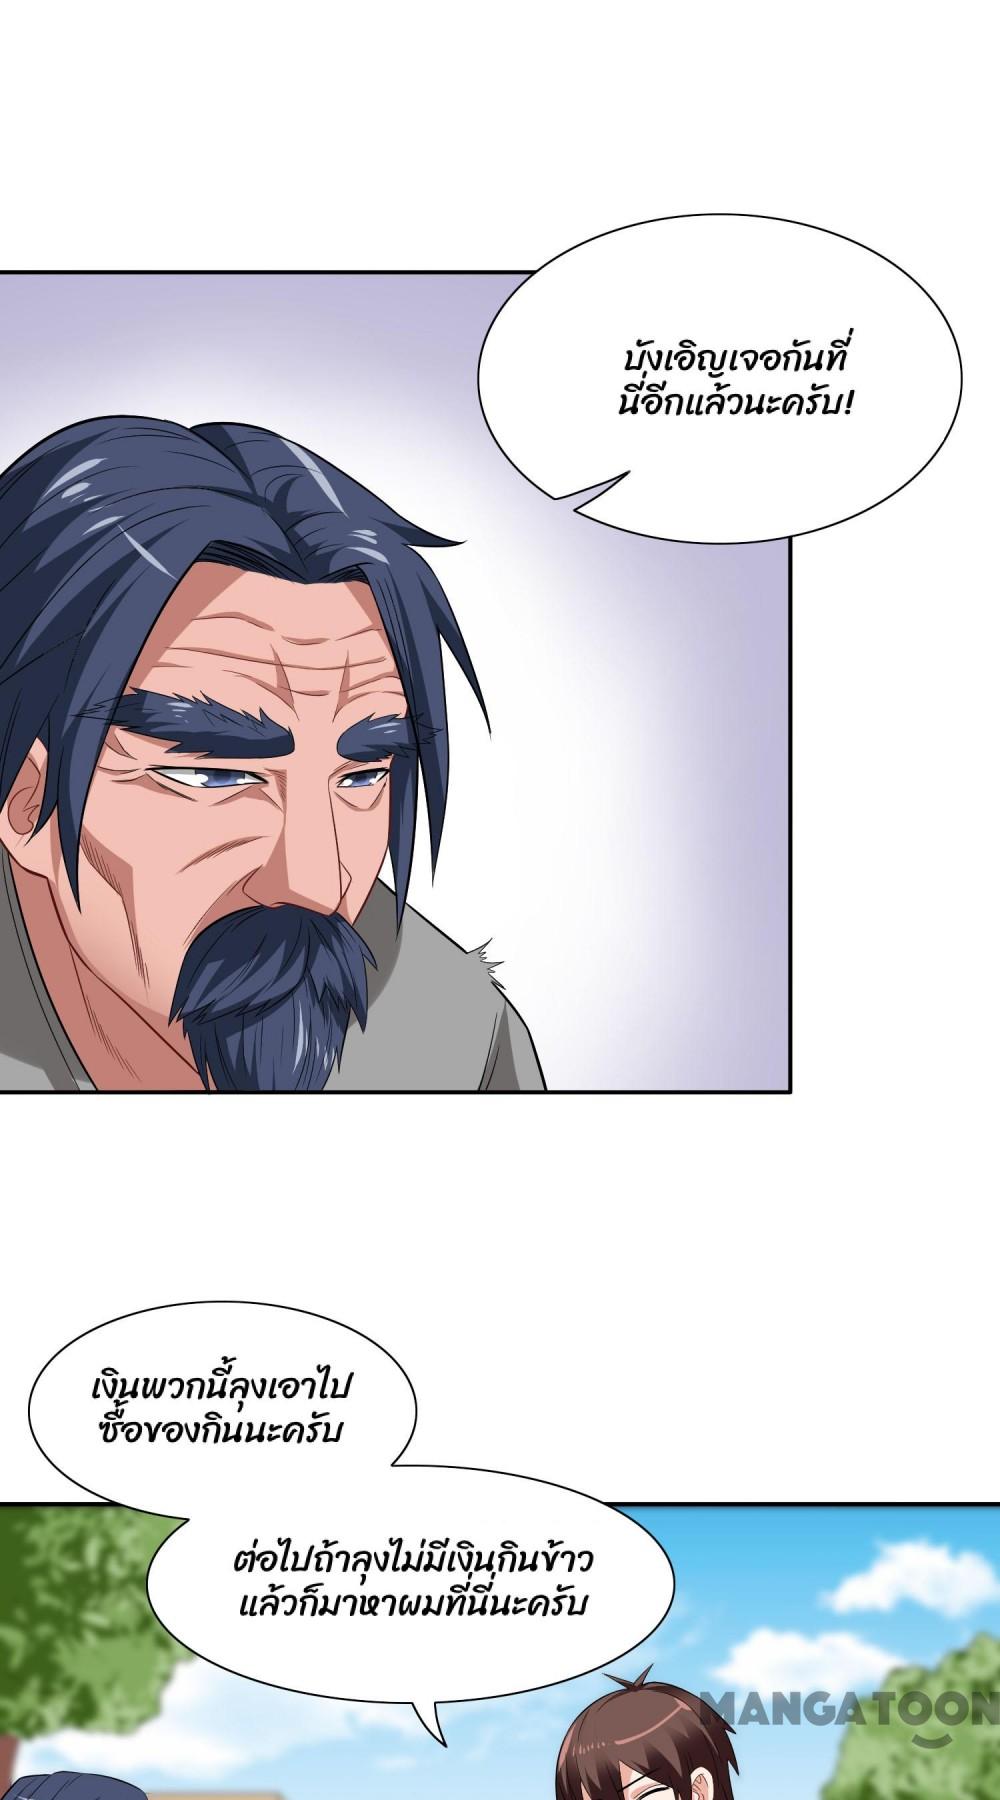 บังเอิญเจอกันที่
นี่อีกแล้วนะครับ!
เงินพวกนี้ลุงเอาไป
ซื้อของกินนะครับ
ต่อไปถ้าลุงไม่มีเงินกินข้าว
แล้วก็มาหาผมที่นี่นะครับ
MANGATOON